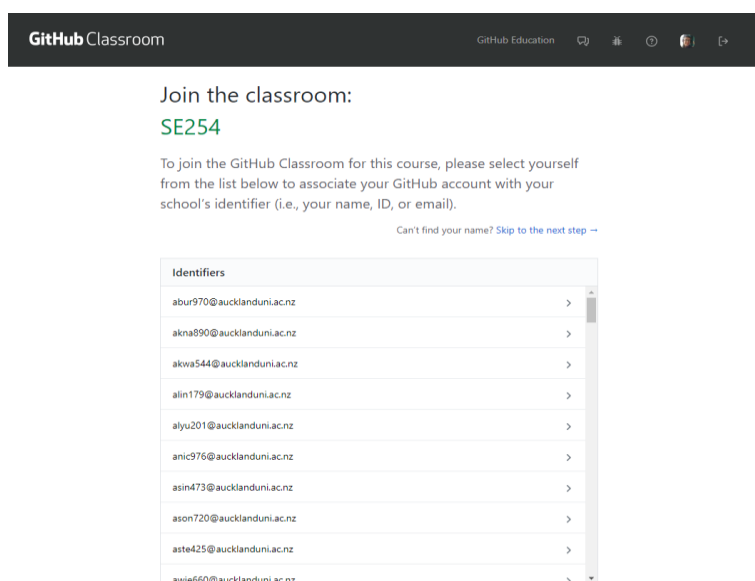 GitHub Classroom
GitHub Education
Join the classroom:
SE254
To join the GitHub Classroom for this course, please select yourself
from the list below to associate your GitHub account with your
school's identifier (i.e., your name, ID, or email).
Can't find your name? Skip to the next step →
Identifiers
abur970@aucklanduni.ac.nz
akna890@aucklanduni.ac.nz
akwa544@aucklanduni.ac.nz
alin179@aucklanduni.ac.nz
alyu201@aucklanduni.ac.nz
anic976@aucklanduni.ac.nz
asin473@aucklanduni.ac.nz
ason720@aucklanduni.ac.nz
aste425@aucklanduni.ac.nz